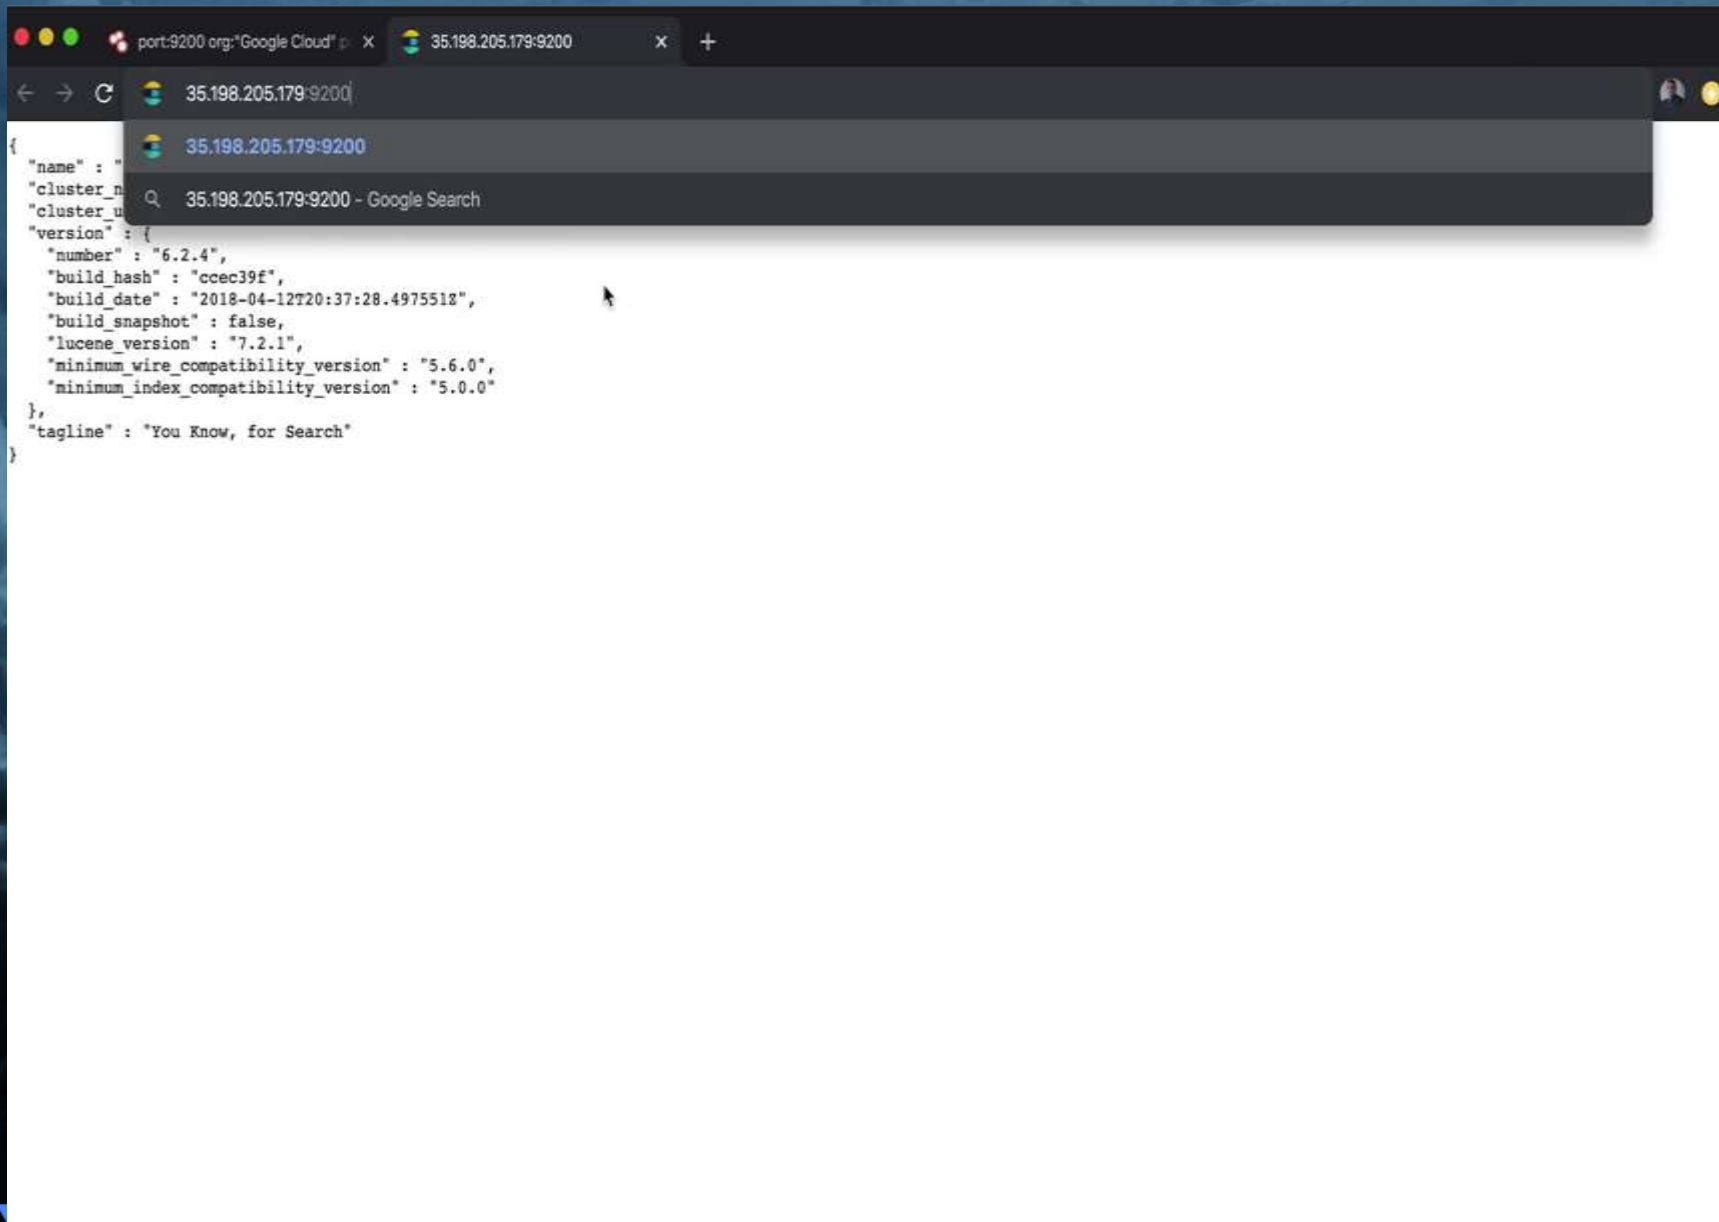 port:9200 org:"Google Cloud" p
35.198.205.179:9200
35.198.205.179:9200
35.198.205.179:9200
35.198.205.179:9200 - Google Search
{
"name" : "
"cluster_n
"cluster_u
"version" : {
"number" : "6.2.4",
"build_hash" : "ccec39f",
"build_date" : "2018-04-12T20:37:28.497551Z",
"build_snapshot" : false,
"lucene_version" : "7.2.1",
"minimum_wire_compatibility_version" : "5.6.0",
"minimum_index_compatibility_version" : "5.0.0"
},
"tagline" : "You Know, for Search"
}